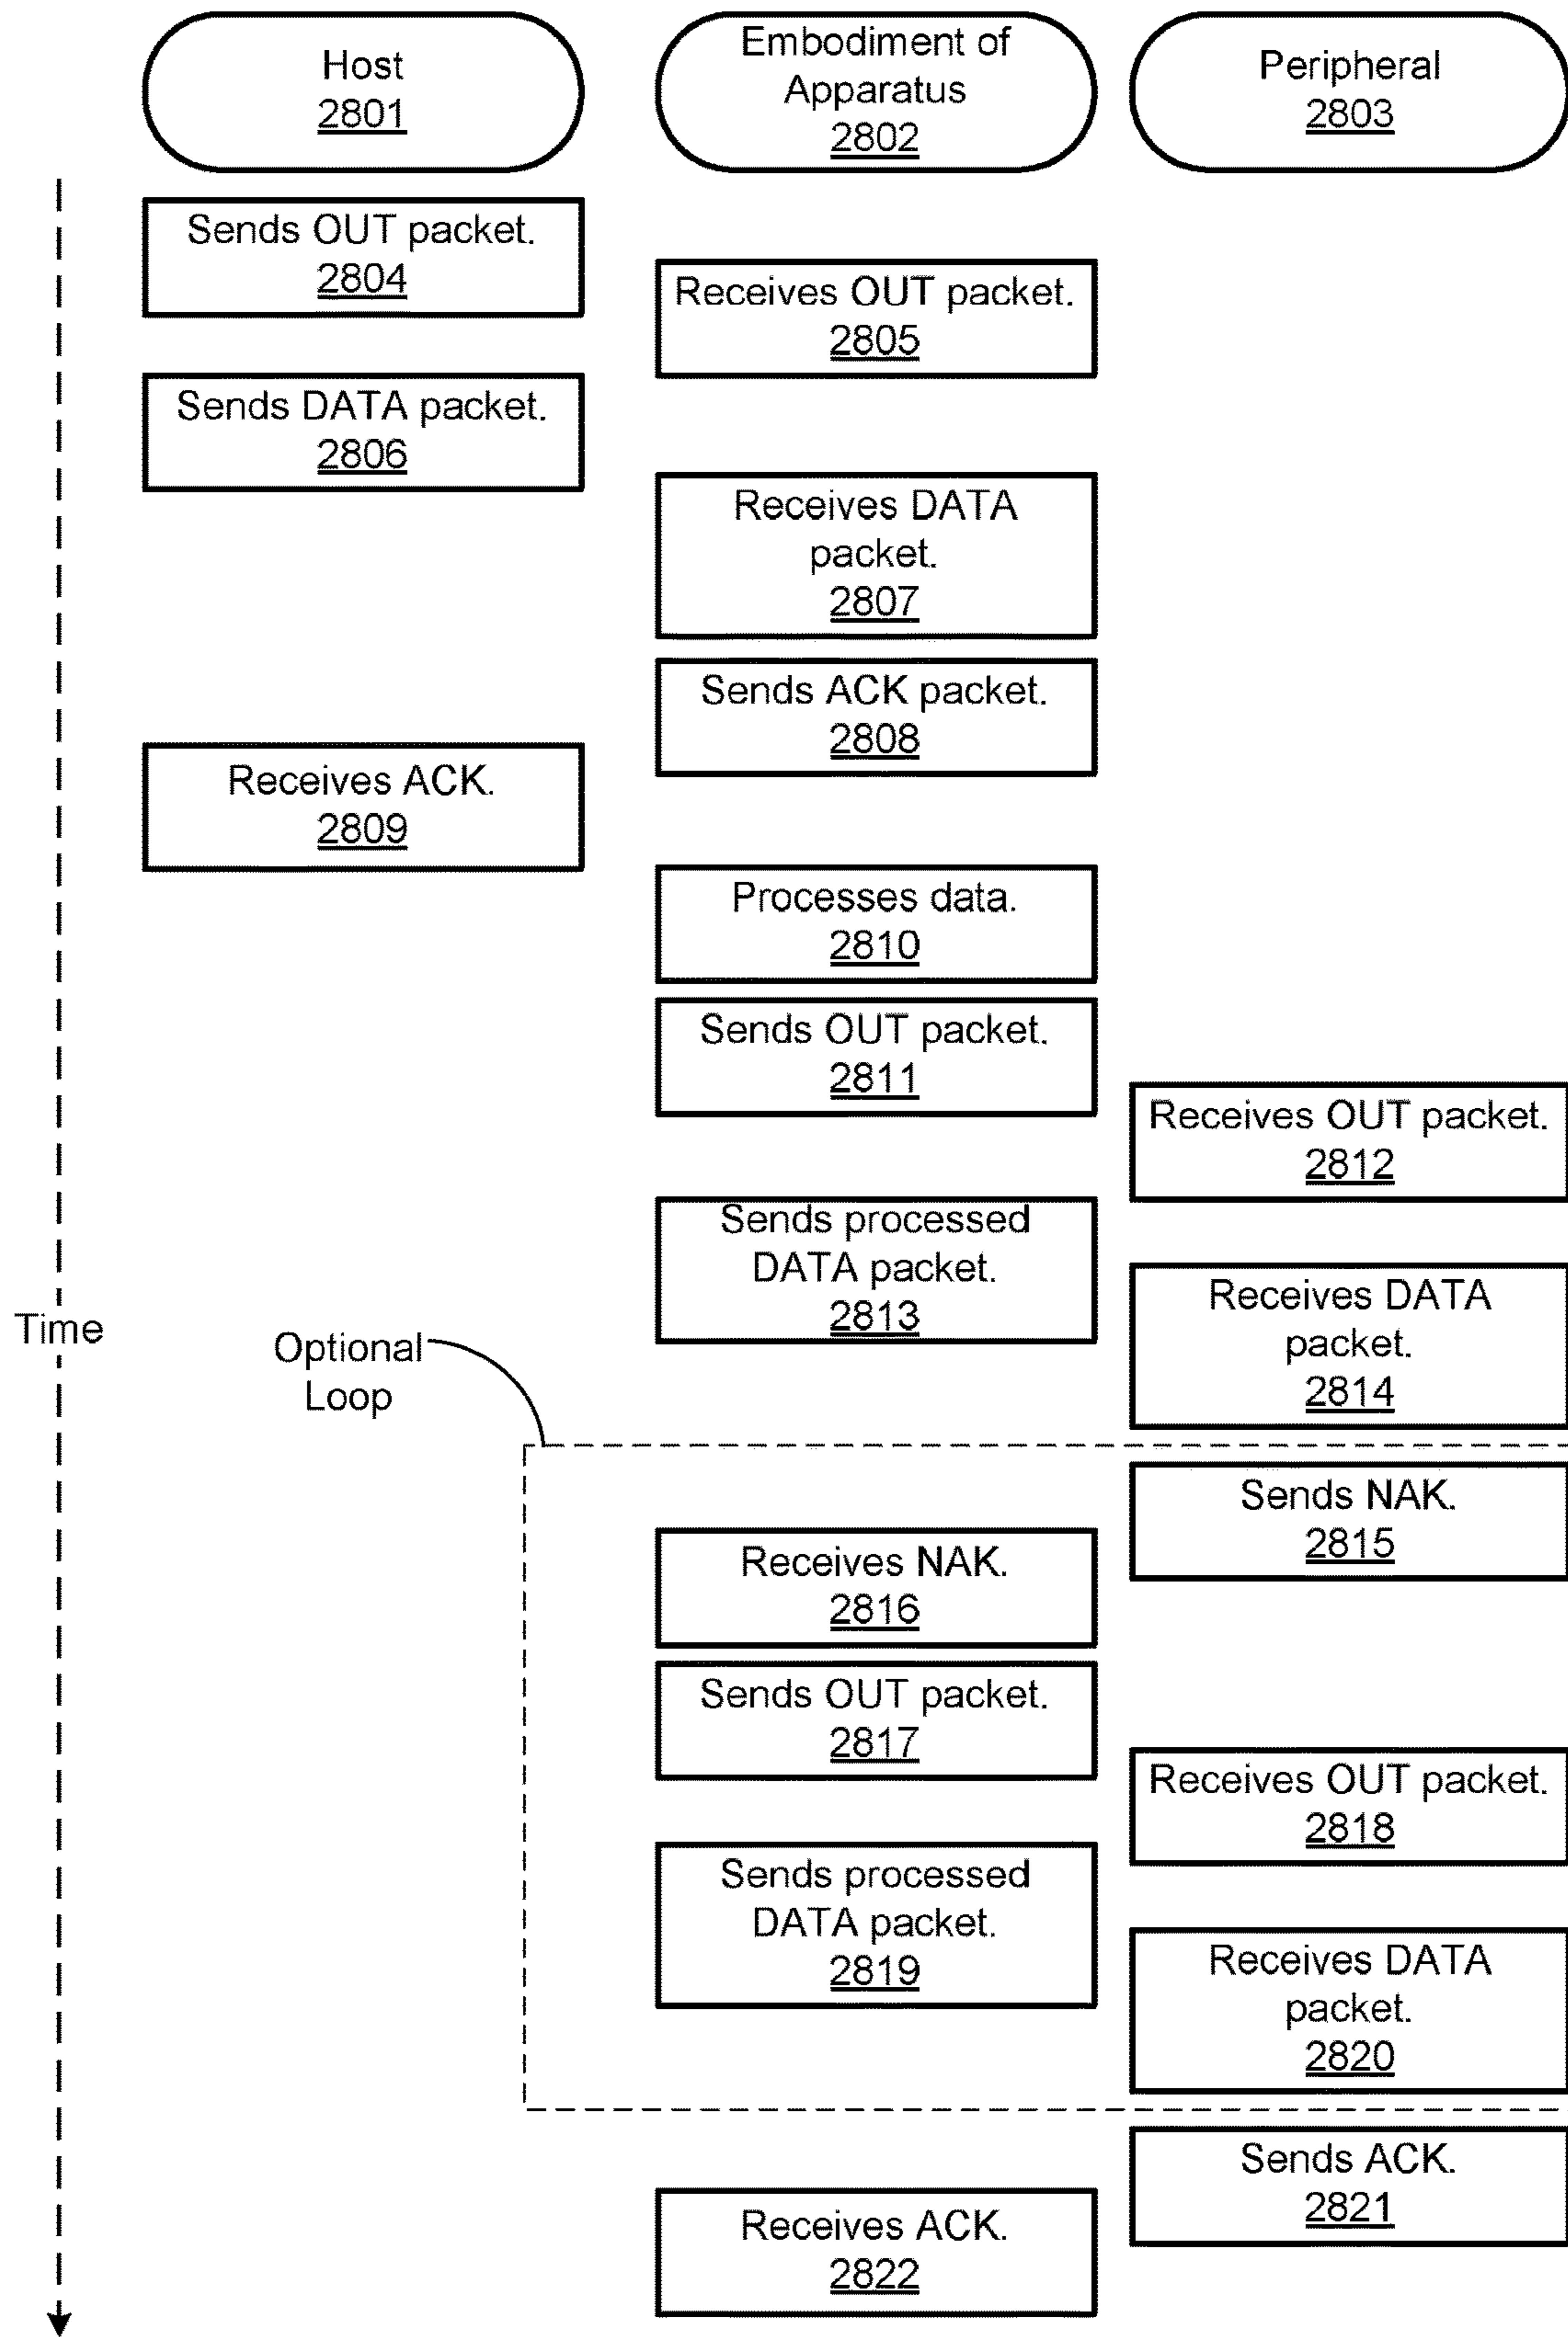 Host
2801
Embodiment of
Apparatus
2802
Peripheral
2803
Sends OUT packet.
2804
Receives OUT packet.
2805
Sends DATA packet.
2806
Receives DATA
packet.
2807
Sends ACK packet.
2808
Receives ACK.
2809
Processes data.
2810
Sends OUT packet.
2811
Receives OUT packet.
2812
Sends processed
DATA packet.
2813
Receives DATA
packet.
2814
Time
Optional
Loop
Sends NAK.
2815
Receives NAK.
2816
Sends OUT packet.
2817
Receives OUT packet.
2818
Sends processed
DATA packet.
2819
Receives DATA
packet.
2820
Sends ACK.
2821
Receives ACK.
2822